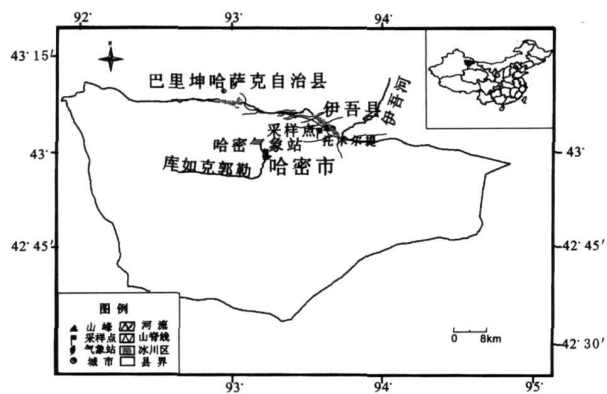 92° 93° 94°
43° 15′
巴里坤哈萨克自治县
伊吾县
伊吾河
采样点
托木尔提
哈密气象站
43° 43°
库如克郭勒
哈密市
42° 45′ 42° 45′
图 例
山 峰 河 流
采样点 山脊线
气象站 冰川区
城 市 县 界
0 8km
42° 30′
93° 94° 95°